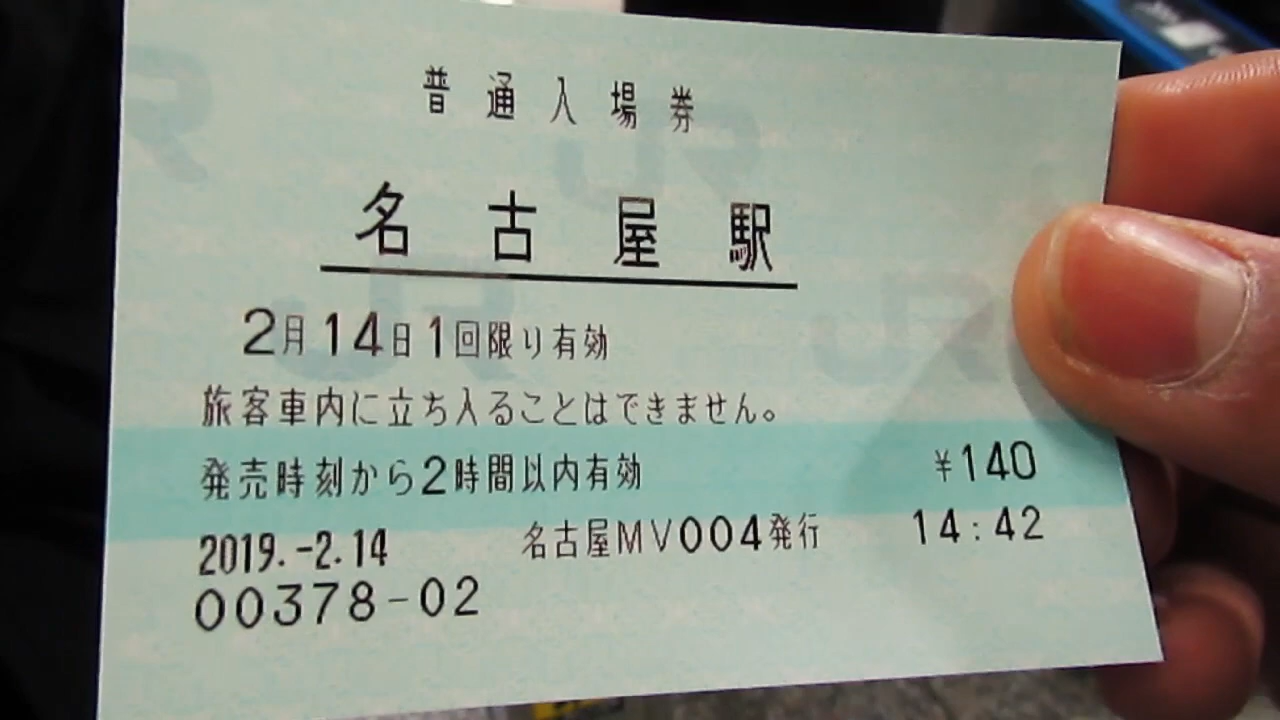 普通入場券
名古屋駅
2月14日1回限り有効
旅客車内に立ち入ることはできません。
発売時刻から2時間以内有効 ¥140
2019.-2.14 名古屋MV004発行 14:42
00378-02